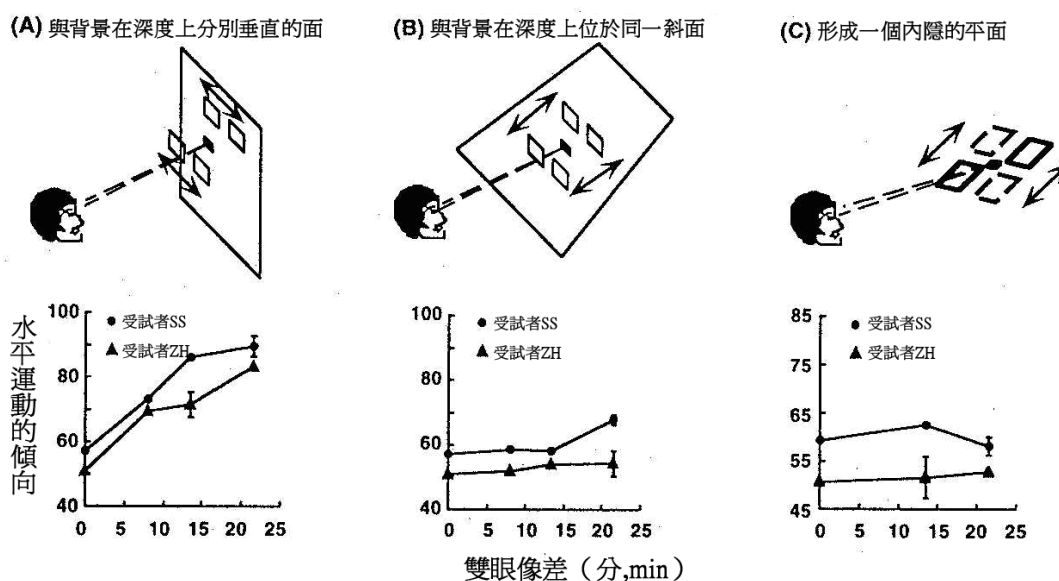 (A) 與背景在深度上分別垂直的面
(B) 與背景在深度上位於同一斜面
(C) 形成一個內隱的平面
水平運動的傾向
100
80
60
40
0 5 10 15 20 25
受試者SS
受試者ZH
100
80
60
40
0 5 10 15 20 25
受試者SS
受試者ZH
85
75
65
55
45
0 5 10 15 20 25
受試者SS
受試者ZH
雙眼像差（分,min）